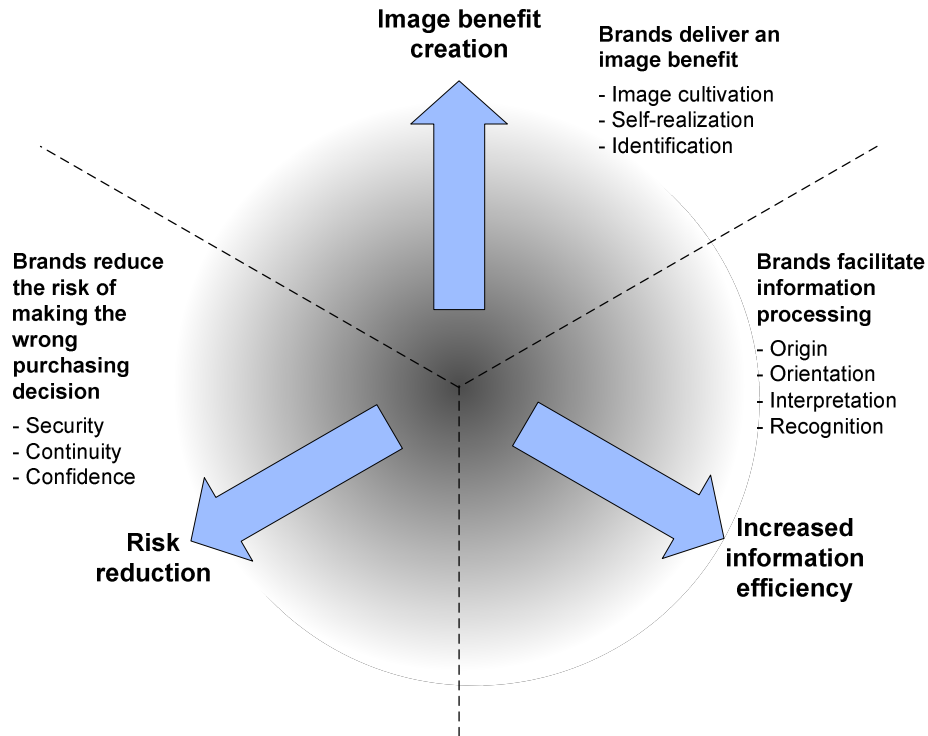 Image benefit
creation
Brands deliver an
image benefit
- Image cultivation
- Self-realization
- Identification
Brands reduce
the risk of
making the
wrong
purchasing
decision
- Security
- Continuity
- Confidence
Brands facilitate
information
processing
- Origin
- Orientation
- Interpretation
- Recognition
Risk
reduction
Increased
information
efficiency